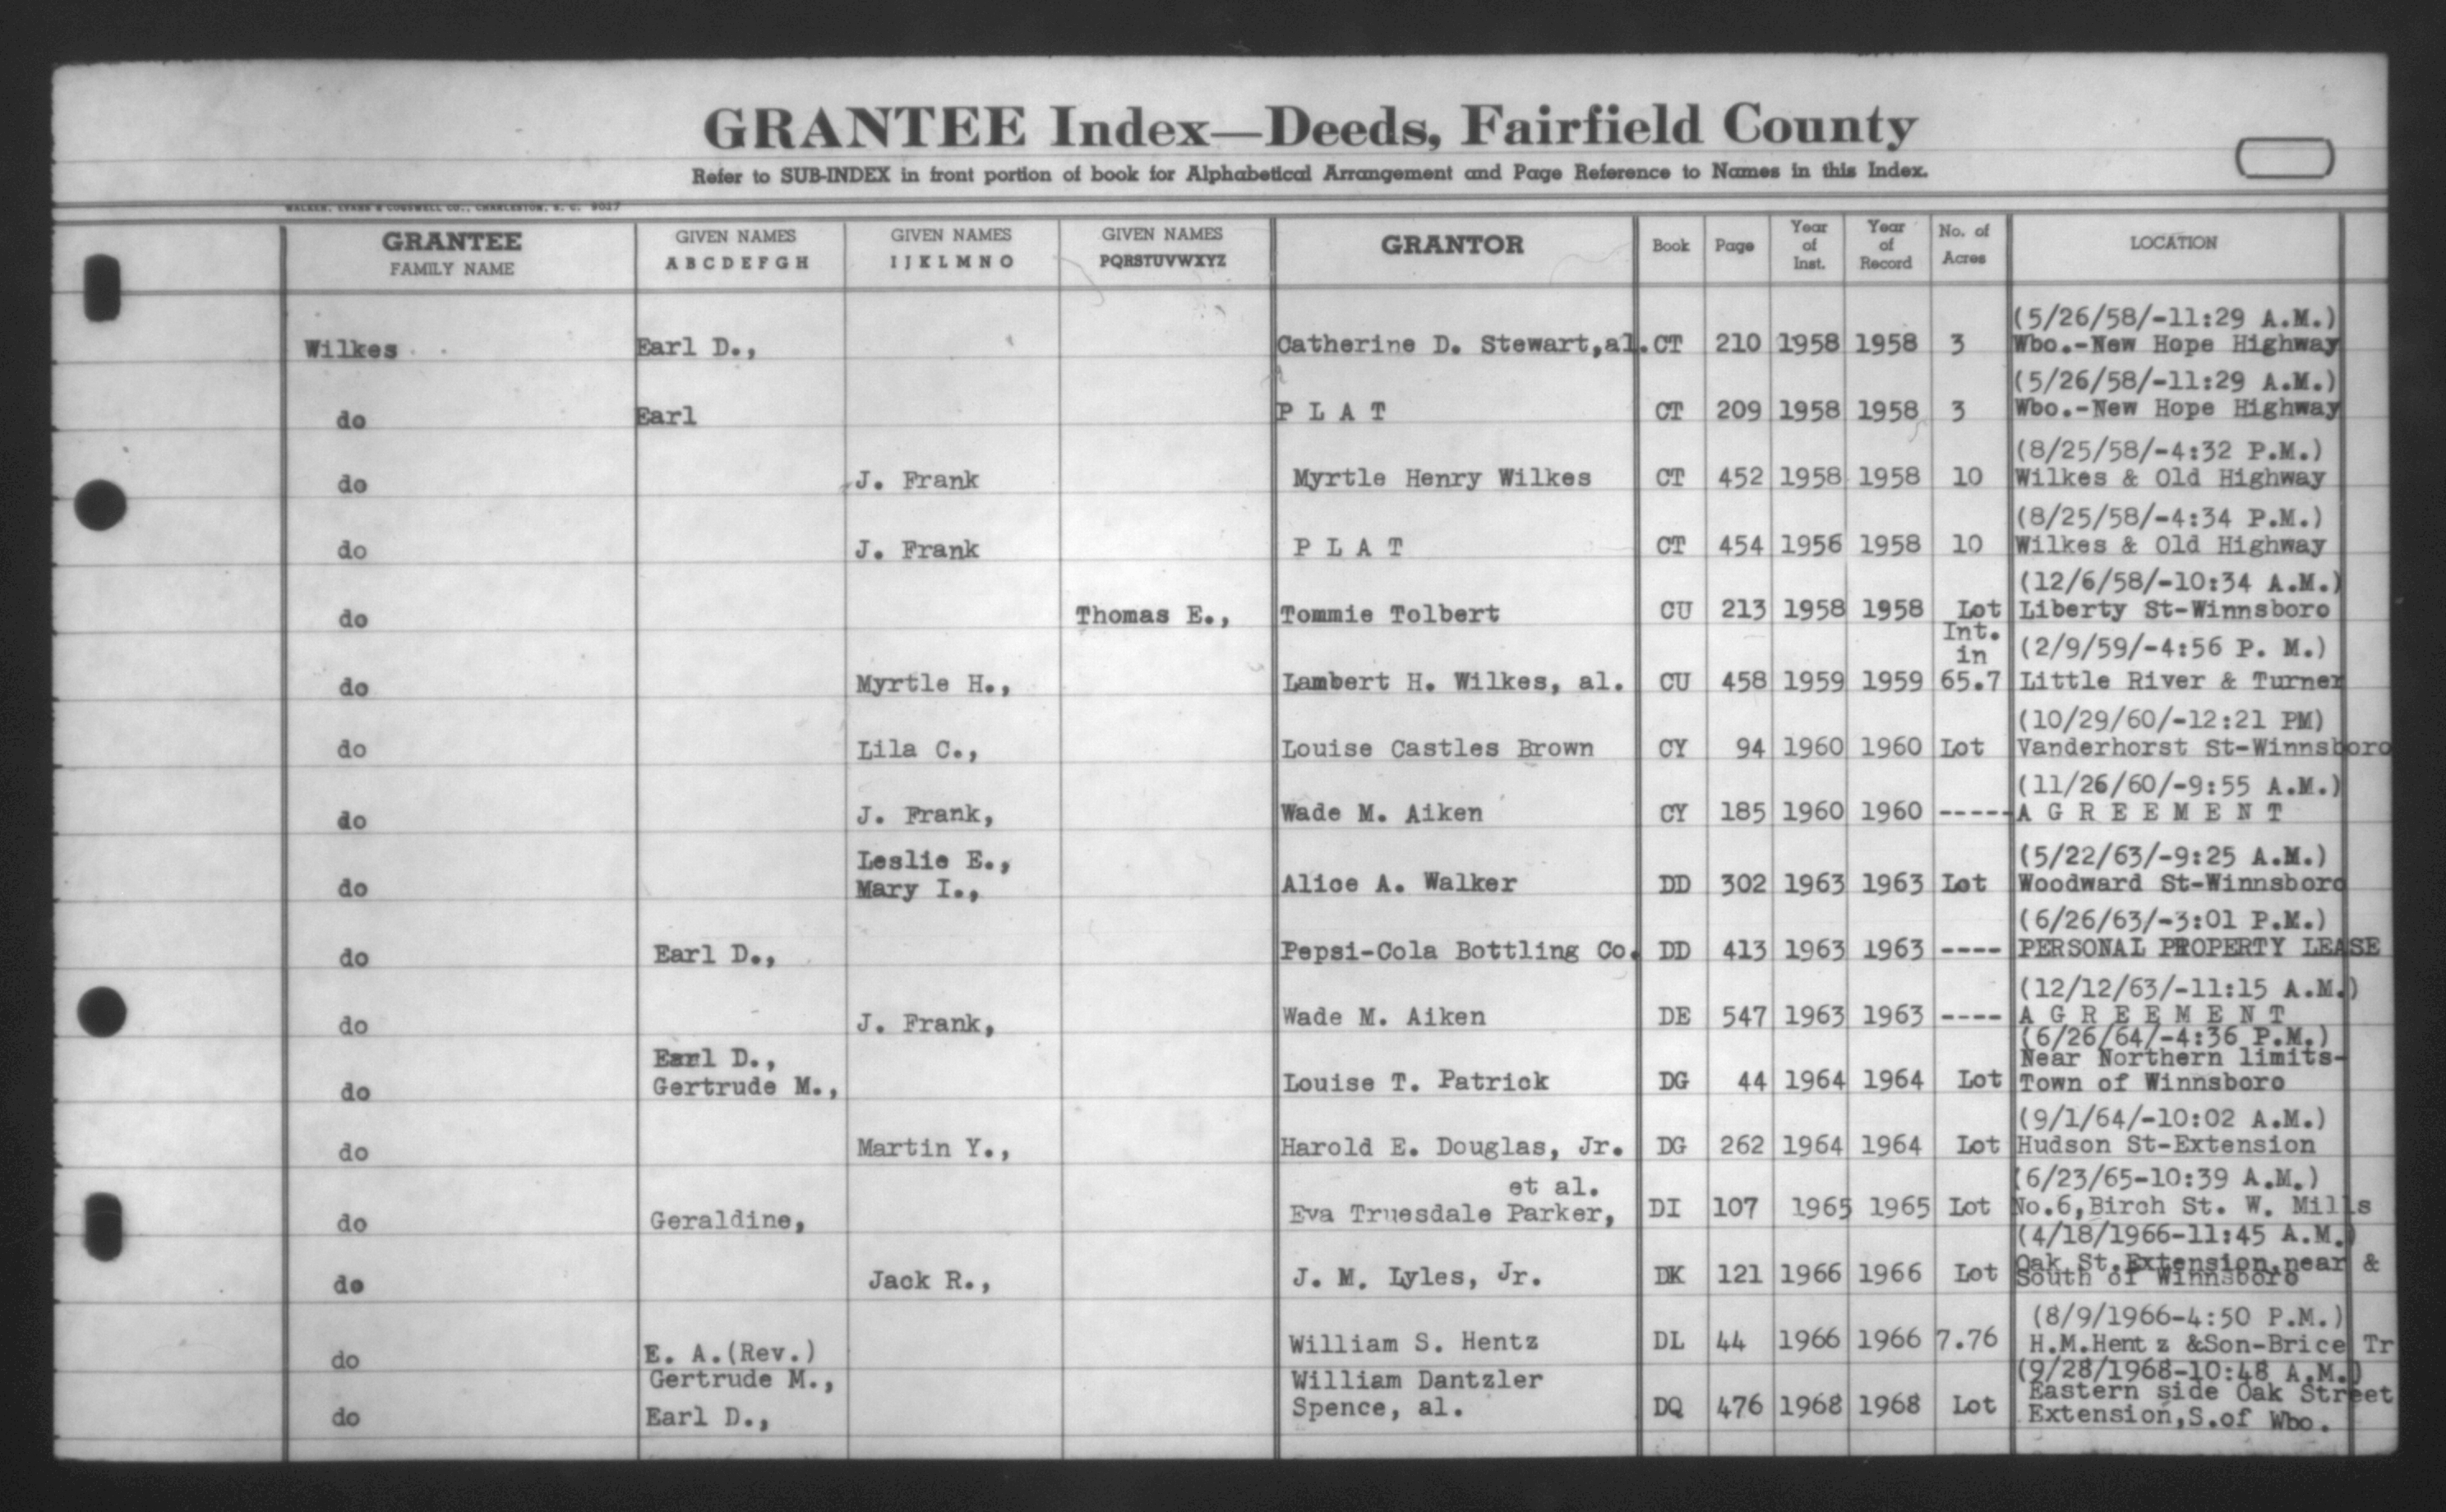 GRANTEE Index—Deeds, Fairfield County
Refer to SUB-INDEX in front portion of book for Alphabetical Arrangement and Page Reference to Names in this Index.
WALKER, EVANS & COGSWELL CO., CHARLESTON, S. C. 9017
GRANTEE FAMILY NAME GIVEN NAMES ABCDEFGH GIVEN NAMES IJKLMNO GIVEN NAMES PQRSTUVWXYZ GRANTOR Book Page Year of Inst. Year of Record No. of Acres LOCATION
(5/26/58/-11:29 A.M.)
Wilkes Earl D., Catherine D. Stewart,al. CT 210 1958 1958 3 Wbo.-New Hope Highway
(5/26/58/-11:29 A.M.)
do Earl P L A T CT 209 1958 1958 3 Wbo.-New Hope Highway
(8/25/58/-4:32 P.M.)
do J. Frank Myrtle Henry Wilkes CT 452 1958 1958 10 Wilkes & Old Highway
(8/25/58/-4:34 P.M.)
do J. Frank P L A T CT 454 1956 1958 10 Wilkes & Old Highway
(12/6/58/-10:34 A.M.)
do Thomas E., Tommie Tolbert CU 213 1958 1958 Lot Liberty St-Winnsboro
Int.
in (2/9/59/-4:56 P. M.)
do Myrtle H., Lambert H. Wilkes, al. CU 458 1959 1959 65.7 Little River & Turner
(10/29/60/-12:21 PM)
do Lila C., Louise Castles Brown CY 94 1960 1960 Lot Vanderhorst St-Winnsboro
(11/26/60/-9:55 A.M.)
do J. Frank, Wade M. Aiken CY 185 1960 1960 ----- A G R E E M E N T
Leslie E., (5/22/63/-9:25 A.M.)
do Mary I., Alice A. Walker DD 302 1963 1963 Lot Woodward St-Winnsboro
(6/26/63/-3:01 P.M.)
do Earl D., Pepsi-Cola Bottling Co. DD 413 1963 1963 ---- PERSONAL PROPERTY LEASE
(12/12/63/-11:15 A.M.)
do J. Frank, Wade M. Aiken DE 547 1963 1963 ---- A G R E E M E N T
(6/26/64/-4:36 P.M.)
Earl D., Near Northern limits-
do Gertrude M., Louise T. Patrick DG 44 1964 1964 Lot Town of Winnsboro
(9/1/64/-10:02 A.M.)
do Martin Y., Harold E. Douglas, Jr. DG 262 1964 1964 Lot Hudson St-Extension
et al. (6/23/65-10:39 A.M.)
do Geraldine, Eva Truesdale Parker, DI 107 1965 1965 Lot No.6,Birch St. W. Mills
(4/18/1966-11:45 A.M.)
Oak St.Extension,near &
do Jack R., J. M. Lyles, Jr. DK 121 1966 1966 Lot South of Winnsboro
(8/9/1966-4:50 P.M.)
do E. A.(Rev.) William S. Hentz DL 44 1966 1966 7.76 H.M.Hentz &Son-Brice Tr
(9/28/1968-10:48 A.M.)
Gertrude M., William Dantzler Eastern side Oak Street
do Earl D., Spence, al. DQ 476 1968 1968 Lot Extension,S.of Wbo.